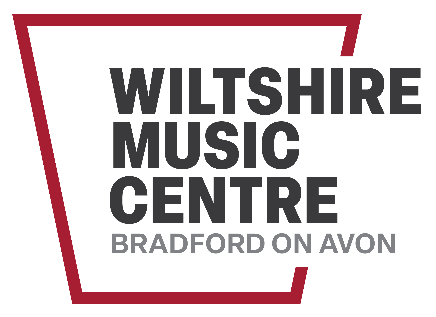 WILTSHIRE
MUSIC
CENTRE
BRADFORD ON AVON